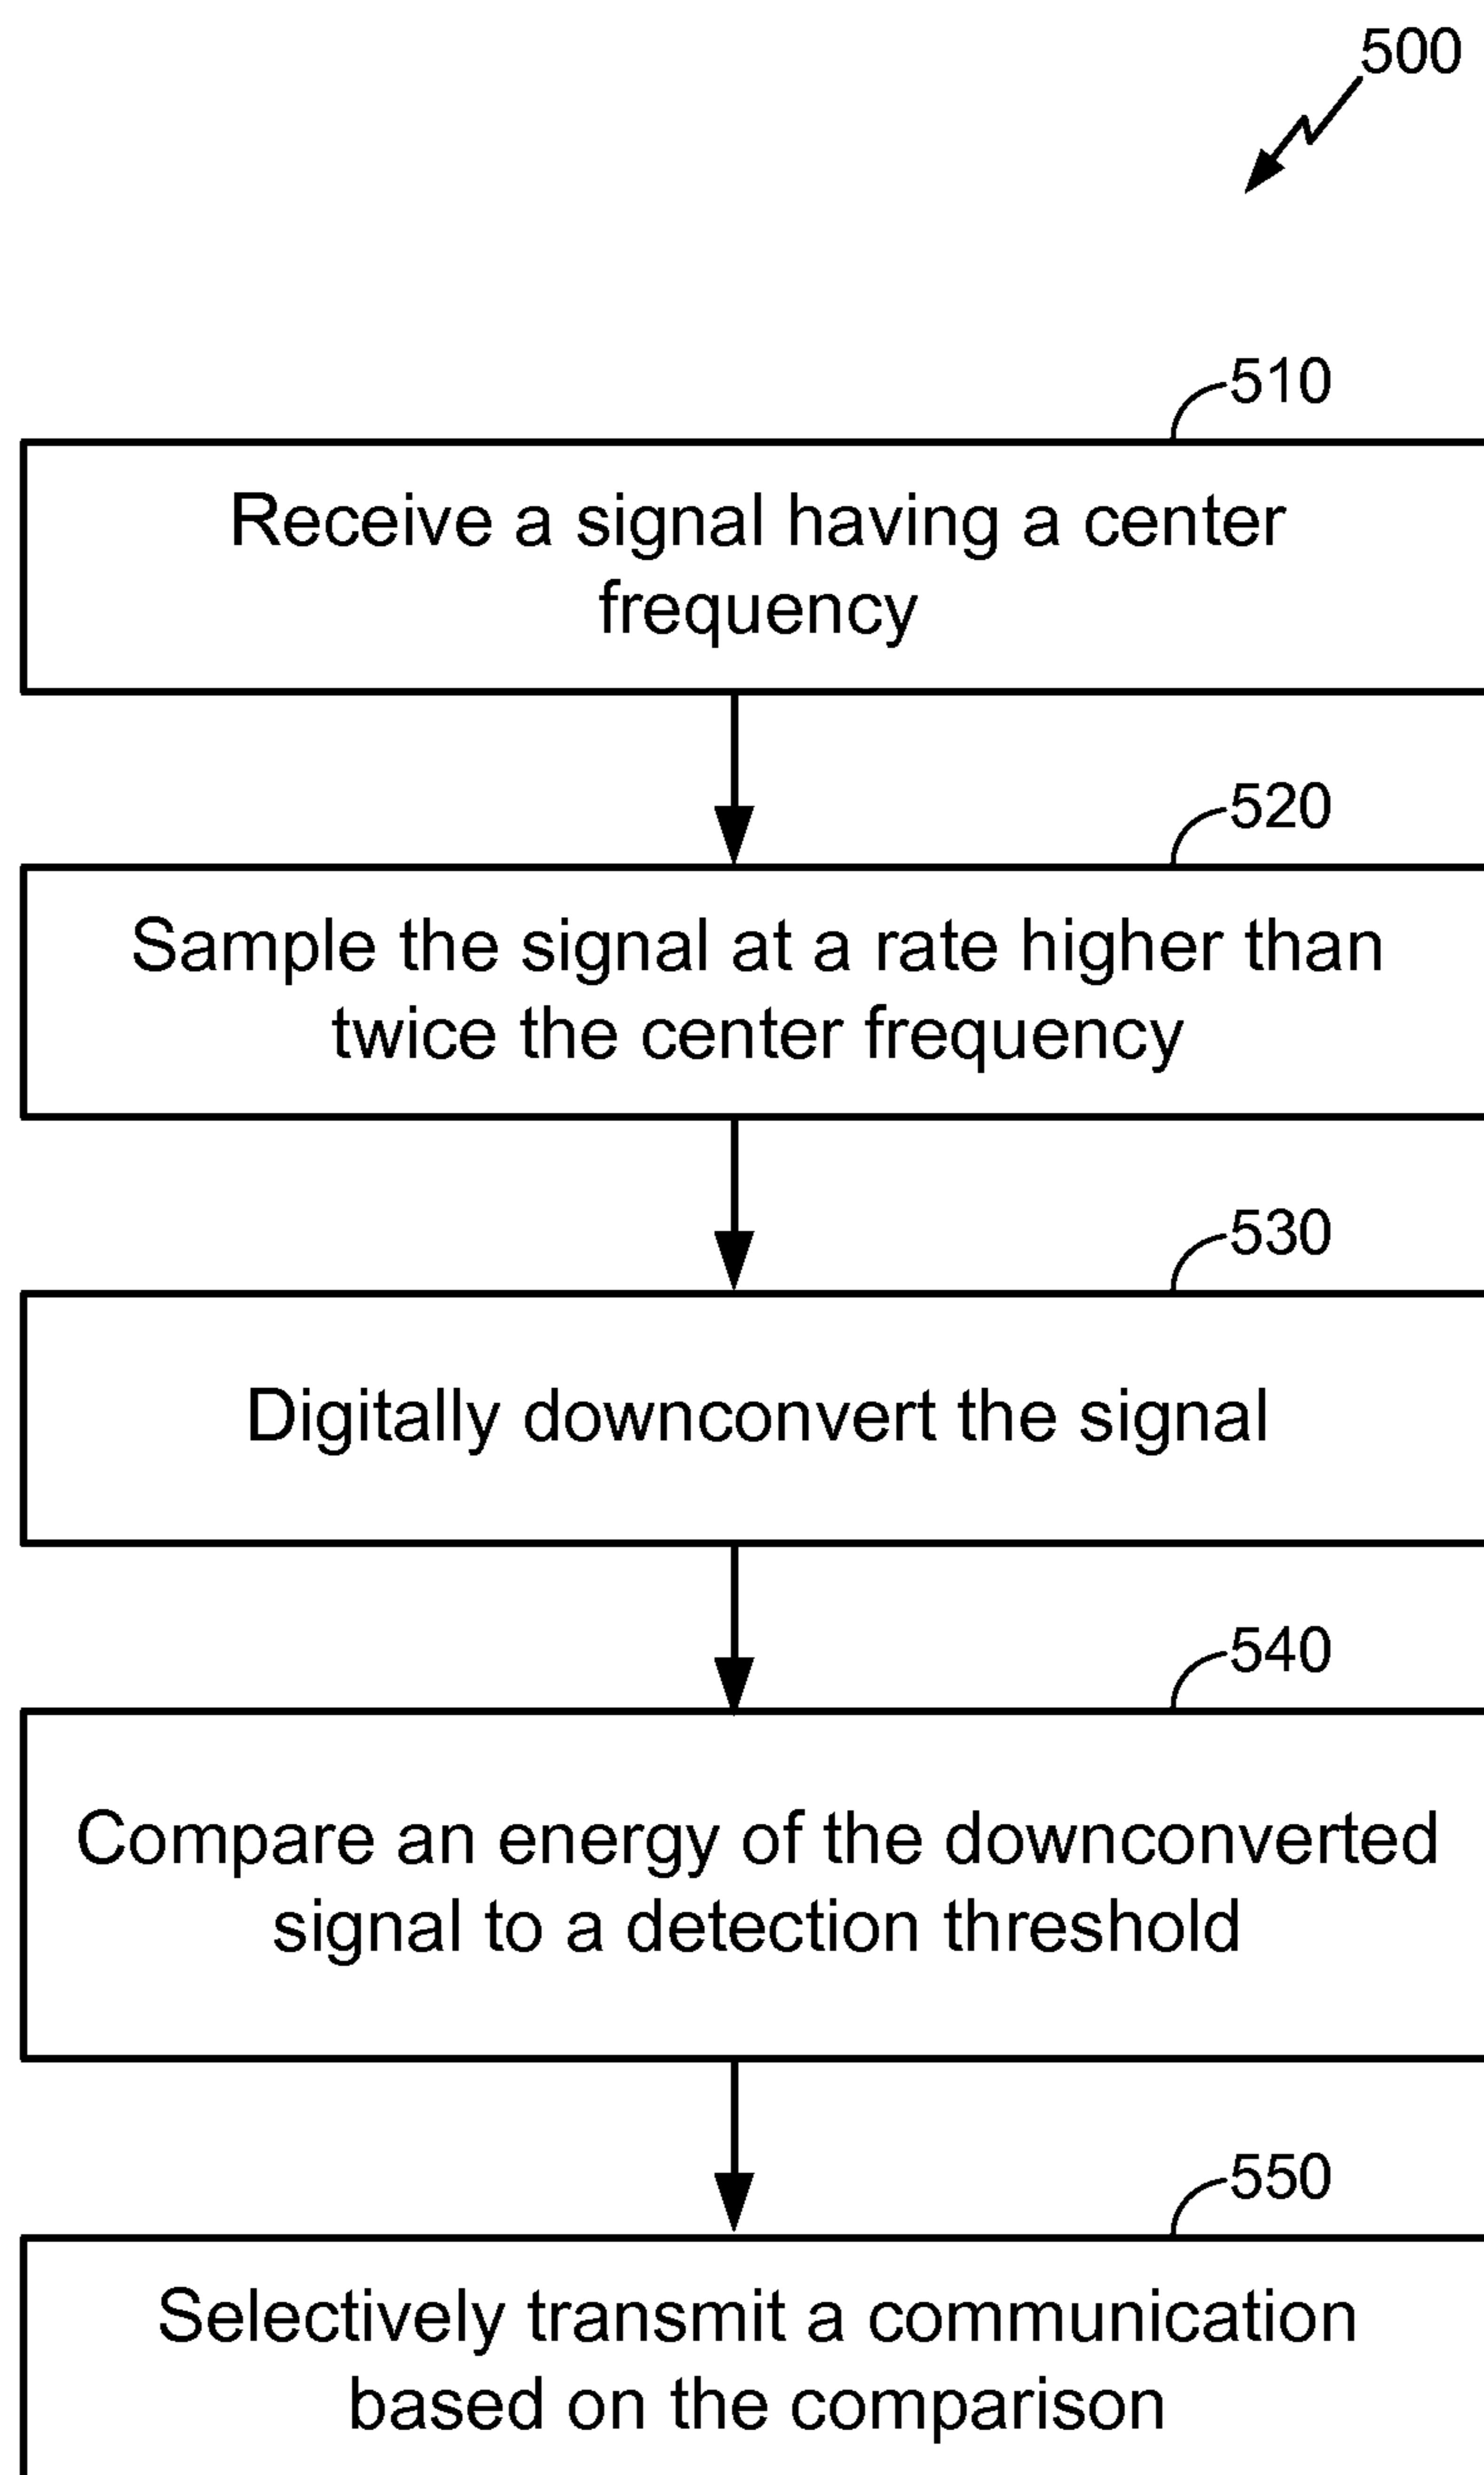 500
510
Receive a signal having a center
frequency
520
Sample the signal at a rate higher than
twice the center frequency
530
Digitally downconvert the signal
540
Compare an energy of the downconverted
signal to a detection threshold
550
Selectively transmit a communication
based on the comparison